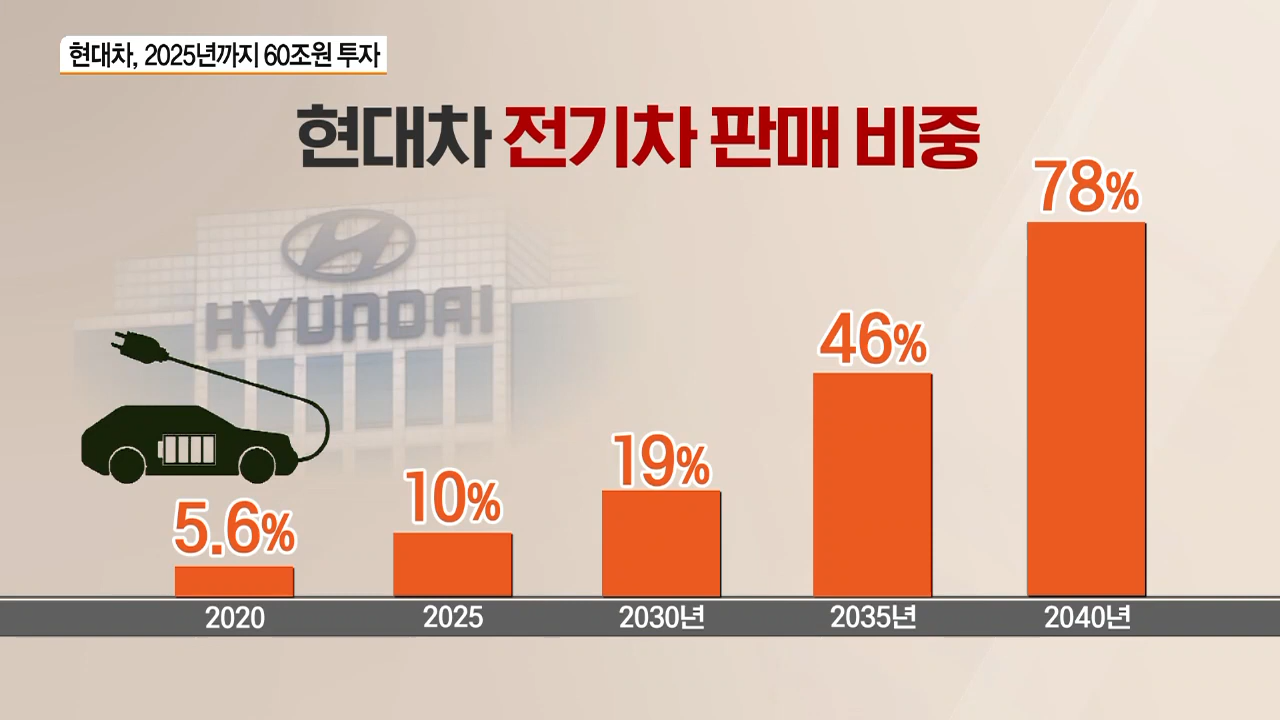 현대차, 2025년까지 60조원 투자
현대차 전기차 판매 비중
HYUNDAI
5.6%
10%
19%
46%
78%
2020
2025
2030년
2035년
2040년